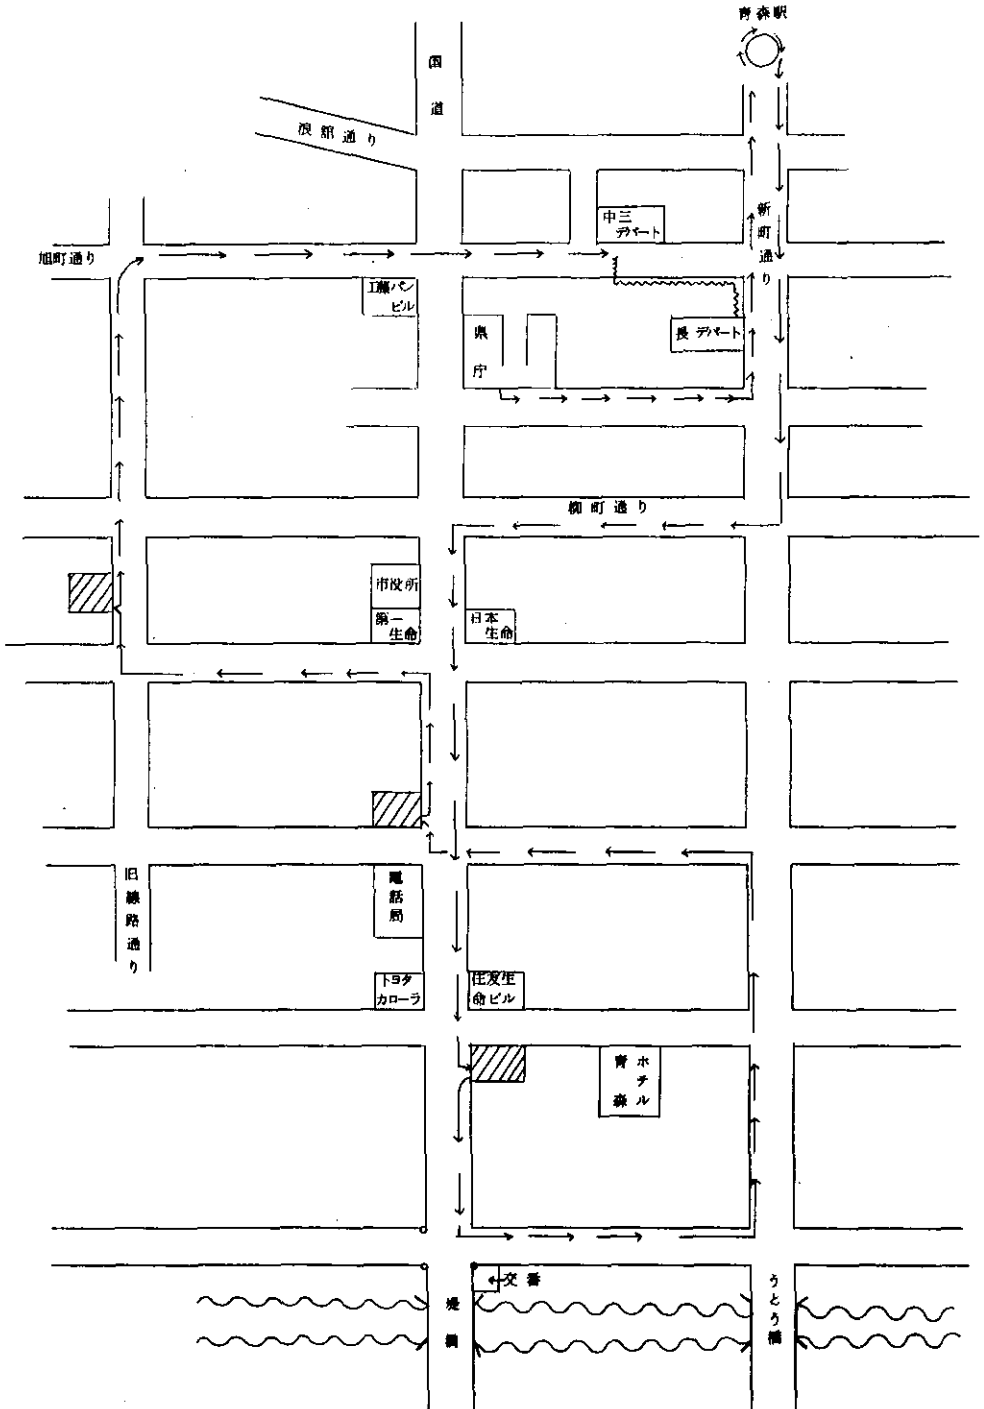 青森駅
国道
浪館通り
中三
デパート
新町通り
旭町通り
工藤パン
ビル
県庁
長 デパート
柳町通り
市役所
第一
生命
日本
生命
旧線路通り
電話局
トヨタ
カローラ
住友生
命ビル
青森
ホテル
←交番
堤橋
うとう橋